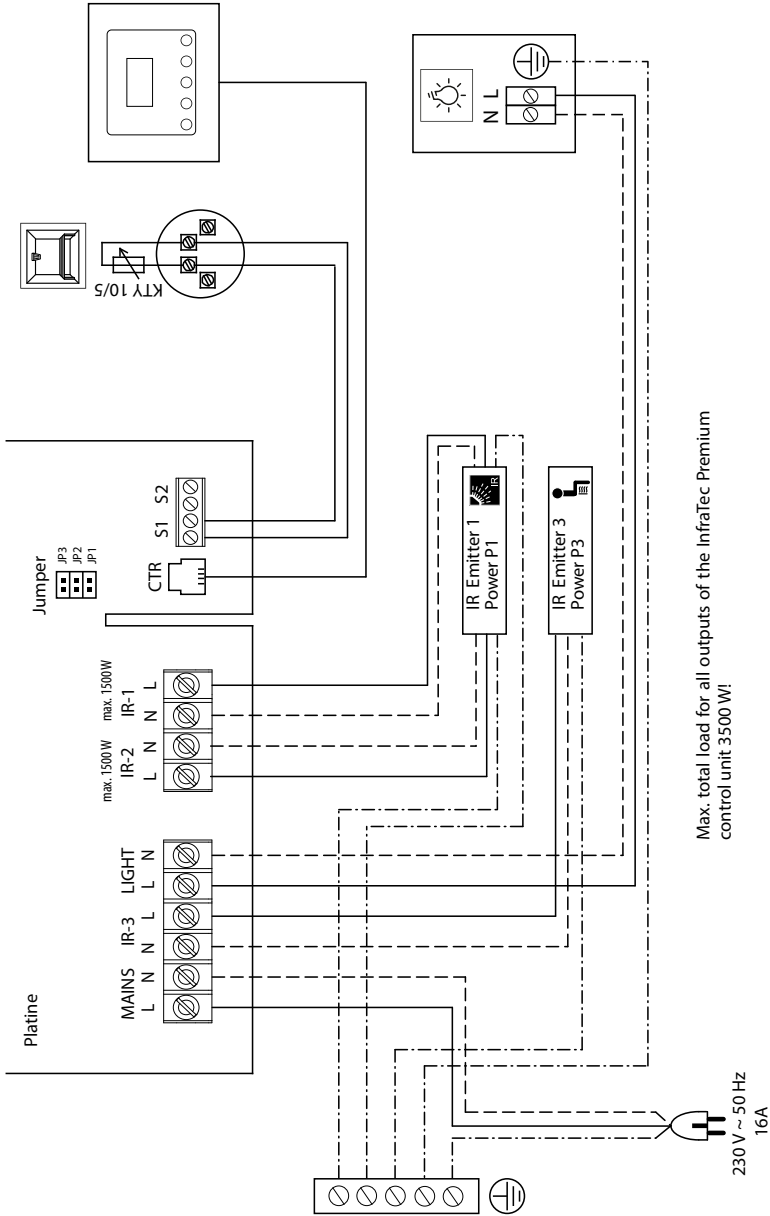 Platine
Jumper
JP3
JP2
JP1
MAINS
L
N
IR-3
N
L
LIGHT
L
N
max. 1500 W
IR-2
L
N
max. 1500W
IR-1
N
L
CTR
S1
S2
KTY 10/5
N
L
IR Emitter 1
Power P1
IR
IR Emitter 3
Power P3
230 V ~ 50 Hz
16A
Max. total load for all outputs of the InfraTec Premium
control unit 3500 W!